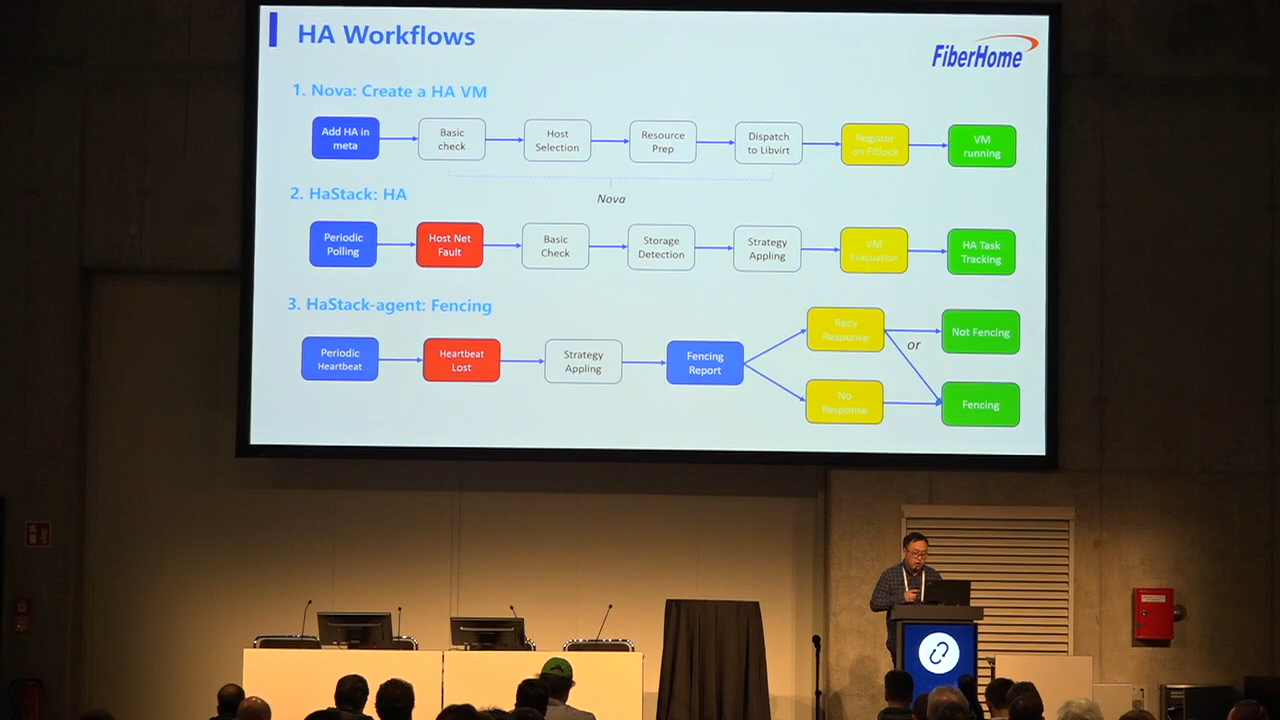 HA Workflows
FiberHome
1. Nova: Create a HA VM
Add HA in
meta
Basic
check
Host
Selection
Resource
Prep
Dispatch
to Libvirt
Register
on Fitlock
VM
running
Nova
2. HaStack: HA
Periodic
Polling
Host Net
Fault
Basic
Check
Storage
Detection
Strategy
Appling
VM
Evacuation
HA Task
Tracking
3. HaStack-agent: Fencing
Periodic
Heartbeat
Heartbeat
Lost
Strategy
Appling
Fencing
Report
Recv
Response
No
Response
or
Not Fencing
Fencing